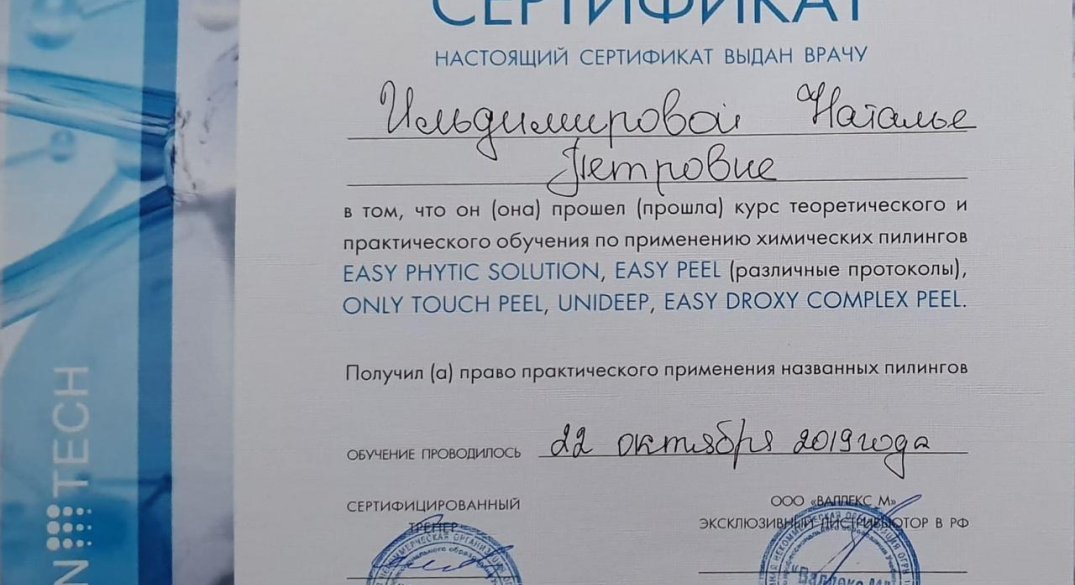 СЕРТИФИКАТ
НАСТОЯЩИЙ СЕРТИФИКАТ ВЫДАН ВРАЧУ
Ильдимировой Наталье
Петровне
в том, что он (она) прошел (прошла) курс теоретического и
практического обучения по применению химических пилингов
EASY PHYTIC SOLUTION, EASY PEEL (различные протоколы),
ONLY TOUCH PEEL, UNIDEEP, EASY DROXY COMPLEX PEEL.
Получил (а) право практического применения названных пилингов
ОБУЧЕНИЕ ПРОВОДИЛОСЬ 22 октября 2019 года
СЕРТИФИЦИРОВАННЫЙ
ТРЕНЕР
ООО «ВАЛЛЕКС М»
ЭКСКЛЮЗИВНЫЙ ДИСТРИБЬЮТОР В РФ
N TECH